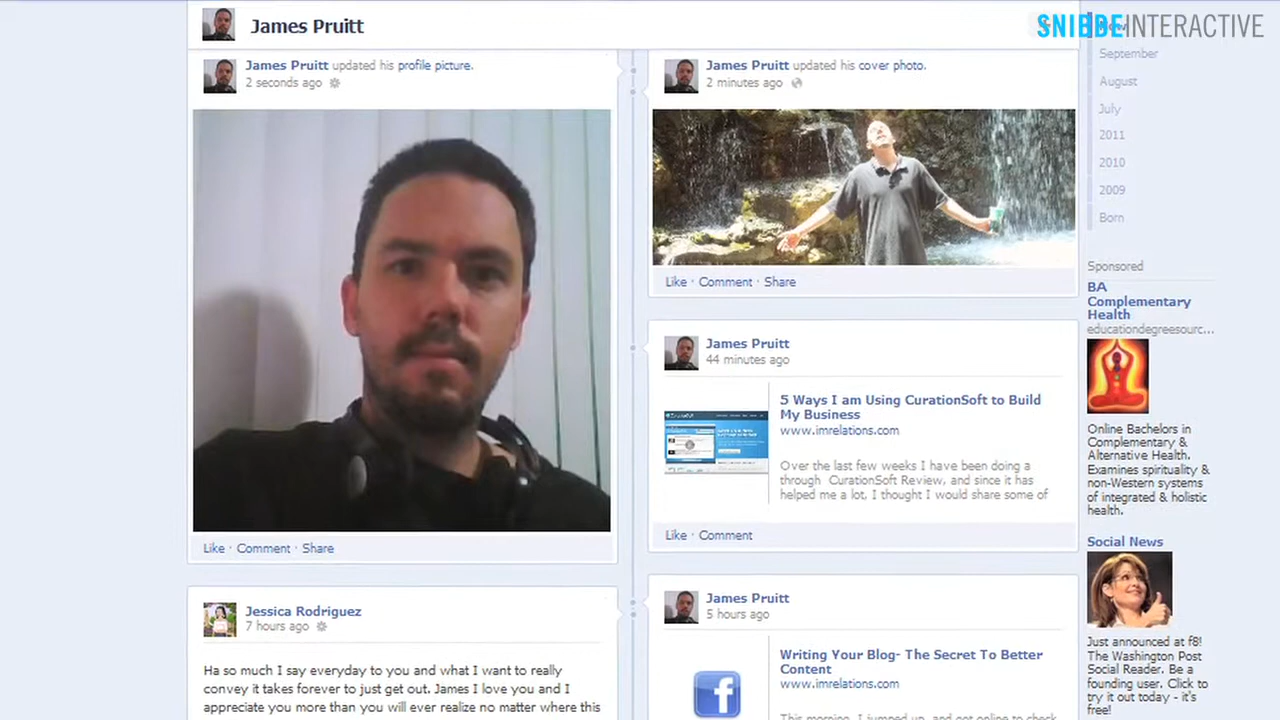 James Pruitt
SNIBBE INTERACTIVE
James Pruitt updated his profile picture.
2 seconds ago
Like · Comment · Share
Jessica Rodriguez
7 hours ago
Ha so much I say everyday to you and what I want to really
convey it takes forever to just get out. James I love you and I
appreciate you more than you will ever realize no matter where this
James Pruitt updated his cover photo.
2 minutes ago
Like · Comment · Share
James Pruitt
44 minutes ago
5 Ways I am Using CurationSoft to Build
My Business
www.imrelations.com
Over the last few weeks I have been doing a
through CurationSoft Review, and since it has
helped me a lot, I thought I would share some of
Like · Comment
James Pruitt
5 hours ago
Writing Your Blog- The Secret To Better
Content
www.imrelations.com
This morning, I jumped up, and got online to check
September
August
July
2011
2010
2009
Born
Sponsored
BA
Complementary
Health
educationdegreesourc...
Online Bachelors in
Complementary &
Alternative Health.
Examines spirituality &
non-Western systems
of integrated & holistic
health.
Social News
Just announced at f8!
The Washington Post
Social Reader. Be a
founding user. Click to
try it out today - it's
free!